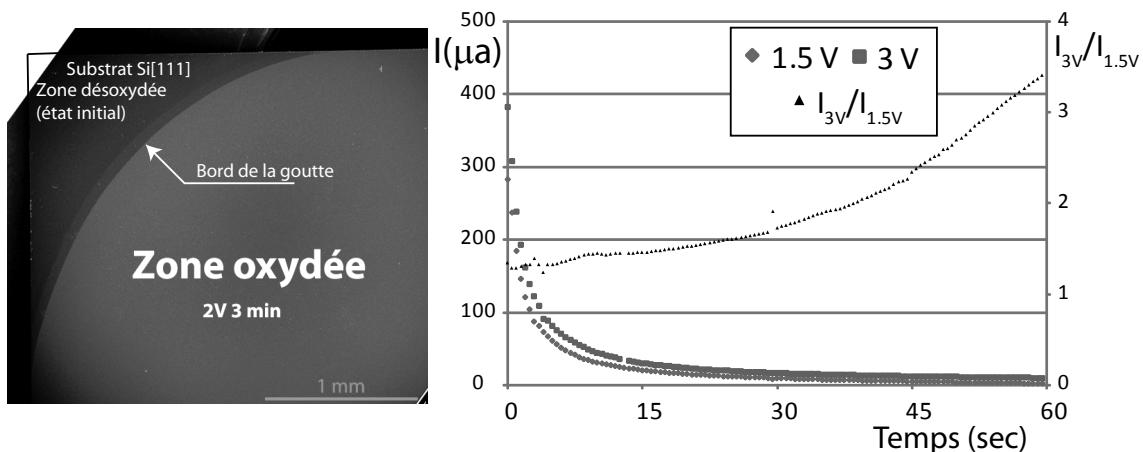 Substrat Si[111]
Zone désoxydée
(état initial)
Bord de la goutte
Zone oxydée
2V 3 min
1 mm
I(µa)
500
400
300
200
100
0
1.5 V 3 V
I3V/I1.5V
I3V/I1.5V
4
3
2
1
0
0 15 30 45 60
Temps (sec)